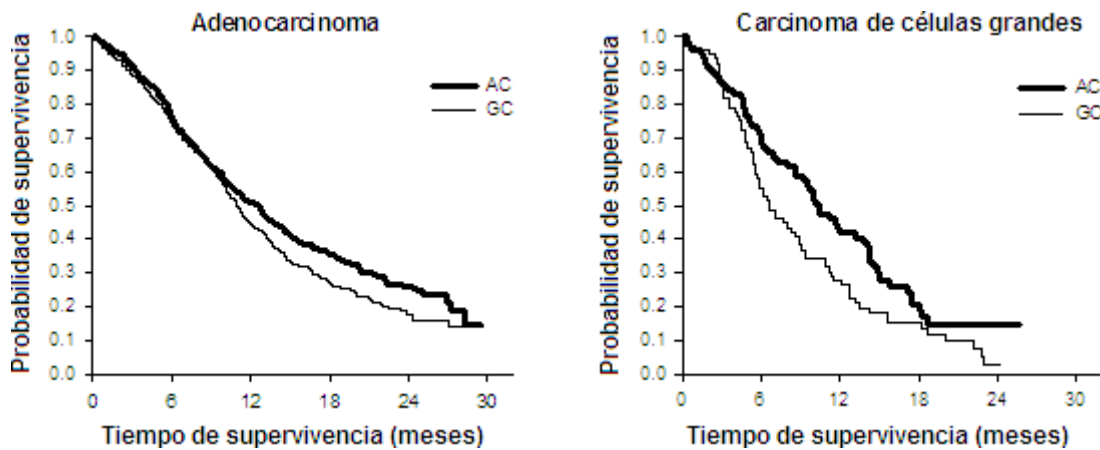 Adenocarcinoma
Probabilidad de supervivencia
1.0
0.9
0.8
0.7
0.6
0.5
0.4
0.3
0.2
0.1
0.0
AC
GC
0 6 12 18 24 30
Tiempo de supervivencia (meses)
Carcinoma de células grandes
Probabilidad de supervivencia
1.0
0.9
0.8
0.7
0.6
0.5
0.4
0.3
0.2
0.1
0.0
AC
GC
0 6 12 18 24 30
Tiempo de supervivencia (meses)